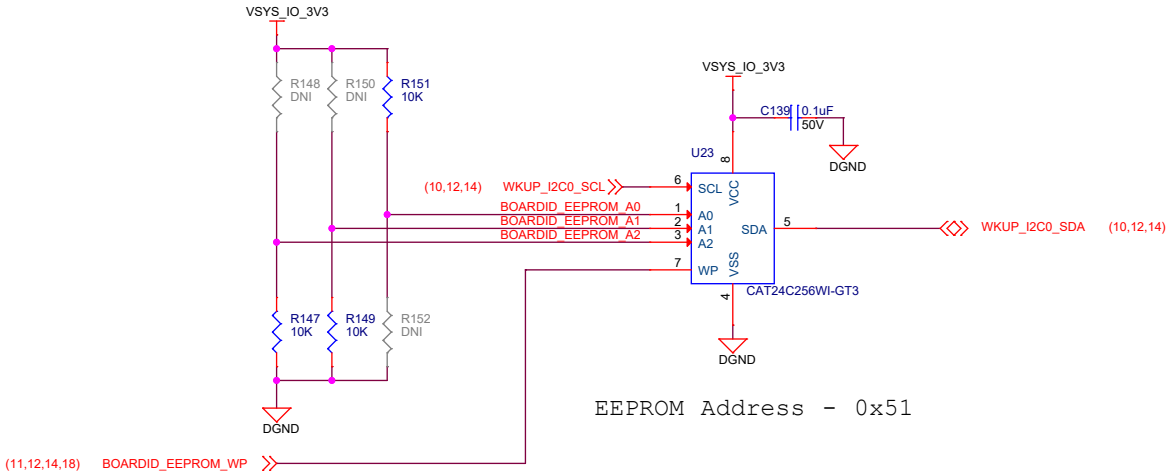 VSYS_IO_3V3
R148
DNI
R150
DNI
R151
10K
VSYS_IO_3V3
C139
0.1uF
50V
DGND
U23
8
VCC
(10,12,14) WKUP_I2C0_SCL
6
SCL
BOARDID_EEPROM_A0
1
A0
BOARDID_EEPROM_A1
2
A1
BOARDID_EEPROM_A2
3
A2
SDA
5
WKUP_I2C0_SDA (10,12,14)
7
WP
VSS
4
CAT24C256WI-GT3
DGND
R147
10K
R149
10K
R152
DNI
DGND
EEPROM Address - 0x51
(11,12,14,18) BOARDID_EEPROM_WP